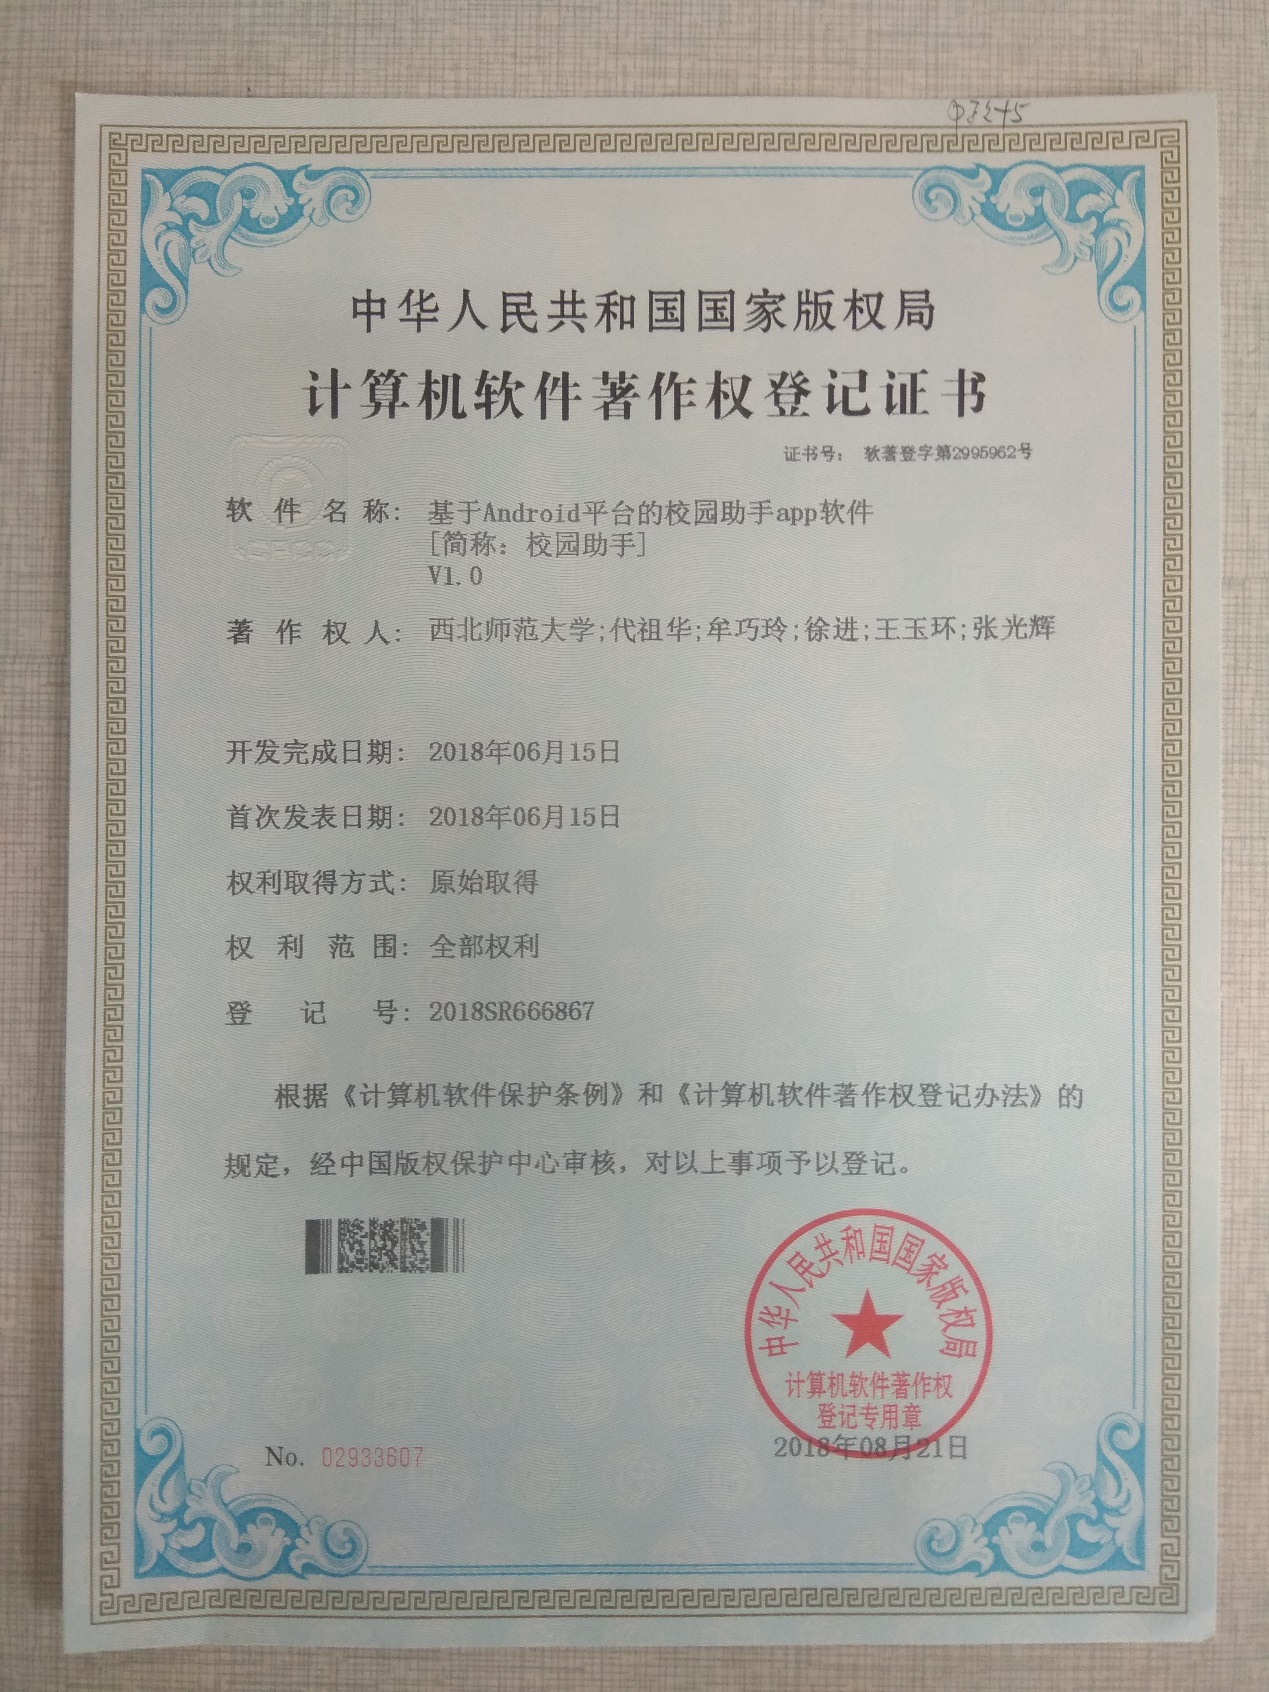 中华人民共和国国家版权局
计算机软件著作权登记证书
证书号： 软著登字第2995962号
软件名称： 基于Android平台的校园助手app软件
[简称：校园助手]
V1.0
著作权人： 西北师范大学;代祖华;牟巧玲;徐进;王玉环;张光辉
开发完成日期： 2018年06月15日
首次发表日期： 2018年06月15日
权利取得方式： 原始取得
权利范围： 全部权利
登记号： 2018SR666867
根据《计算机软件保护条例》和《计算机软件著作权登记办法》的
规定，经中国版权保护中心审核，对以上事项予以登记。
中华人民共和国国家版权局
计算机软件著作权
登记专用章
No. 02933607
2018年08月21日